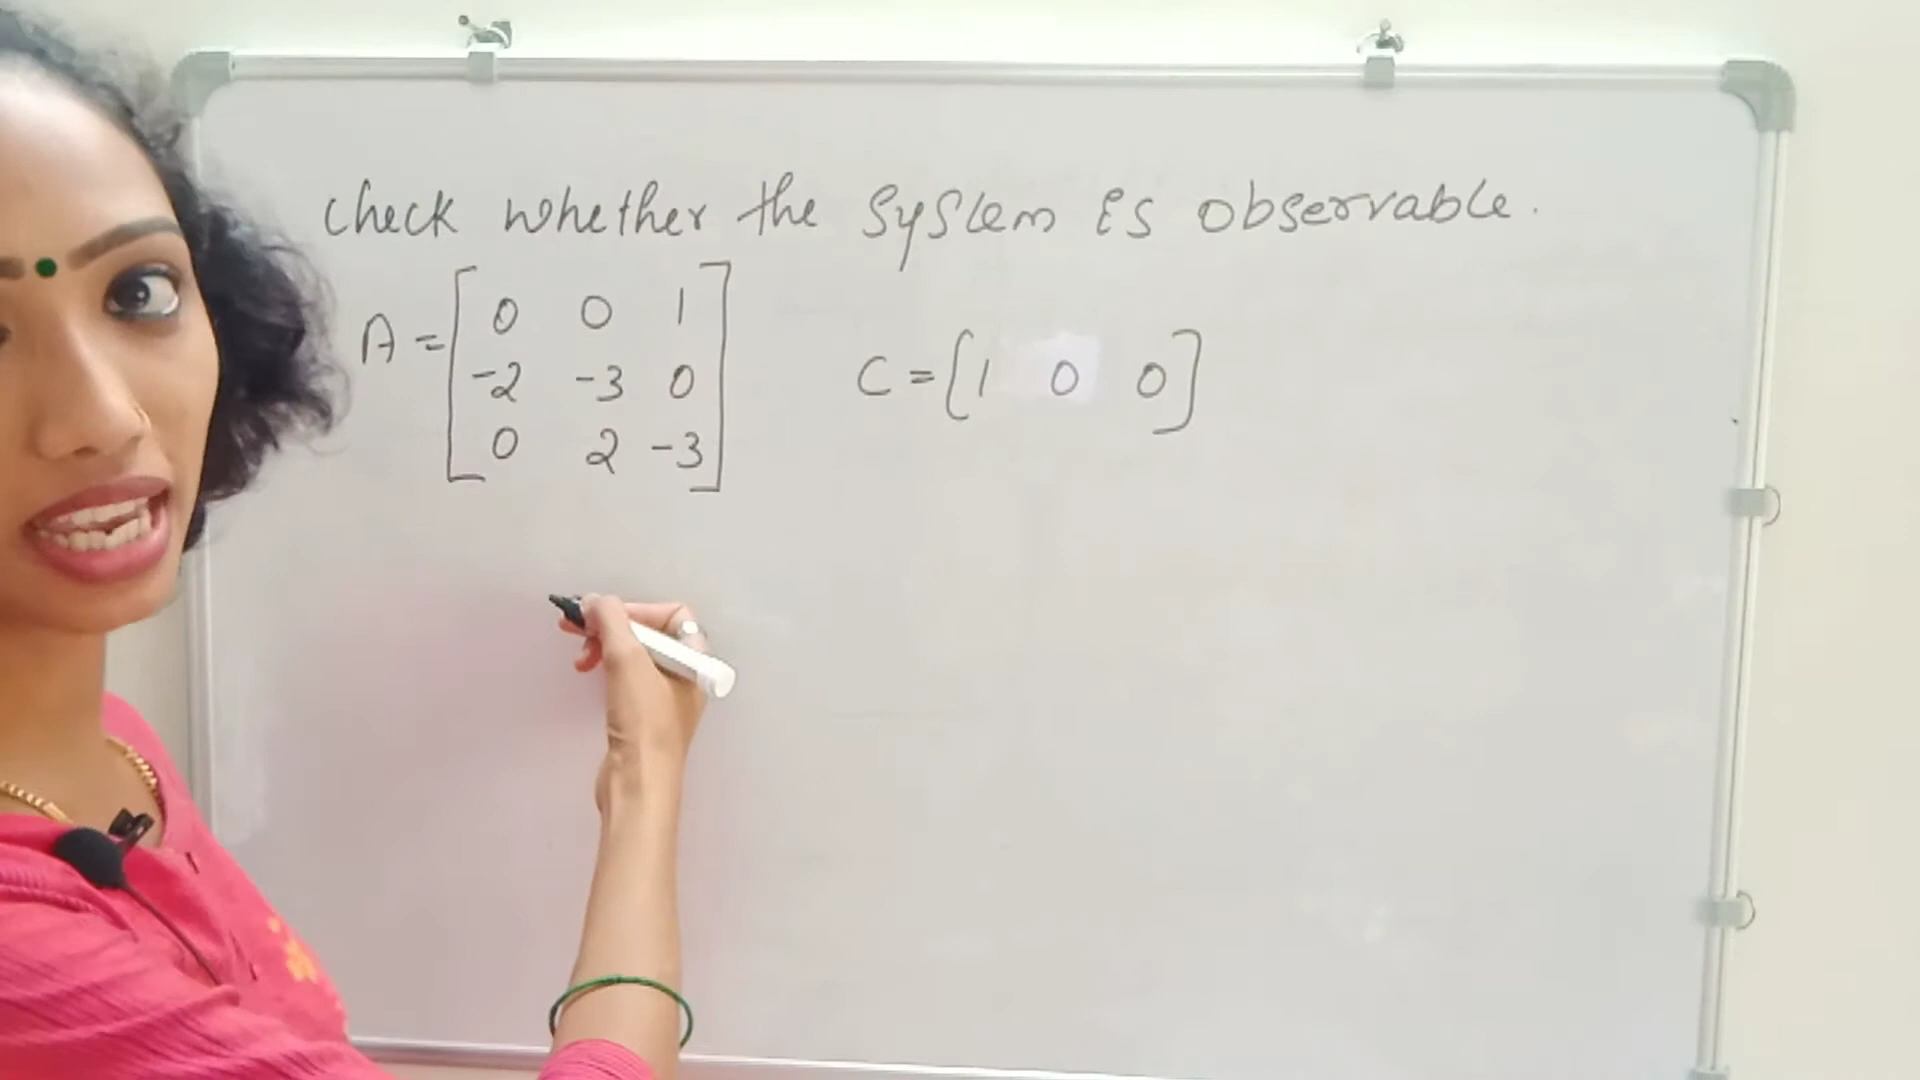 check whether the system is observable.
A = [ 0 0 1
-2 -3 0
0 2 -3 ]
C = [ 1 0 0 ]